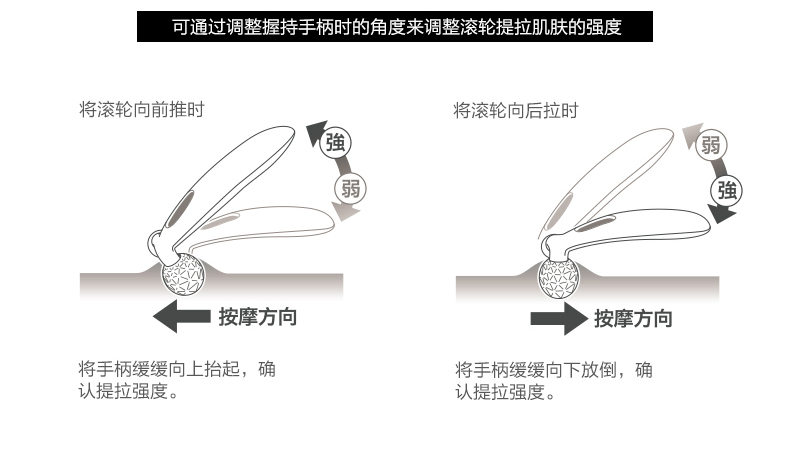 可通过调整握持手柄时的角度来调整滚轮提拉肌肤的强度
将滚轮向前推时
強
弱
按摩方向
将手柄缓缓向上抬起，确
认提拉强度。
将滚轮向后拉时
弱
強
按摩方向
将手柄缓缓向下放倒，确
认提拉强度。